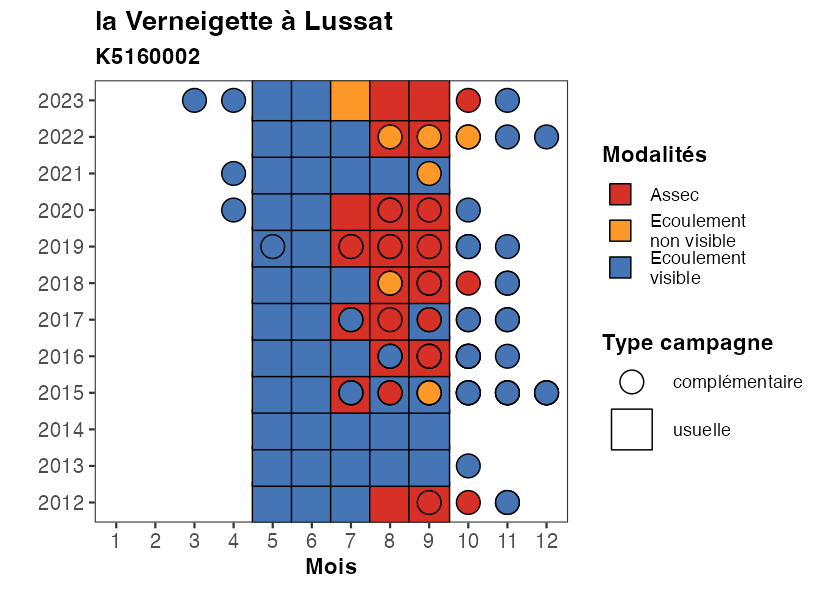 la Verneigette à Lussat
K5160002
2023
2022
2021
2020
2019
2018
2017
2016
2015
2014
2013
2012
1 2 3 4 5 6 7 8 9 10 11 12
Mois
Modalités
Assec
Ecoulement
non visible
Ecoulement
visible
Type campagne
complémentaire
usuelle